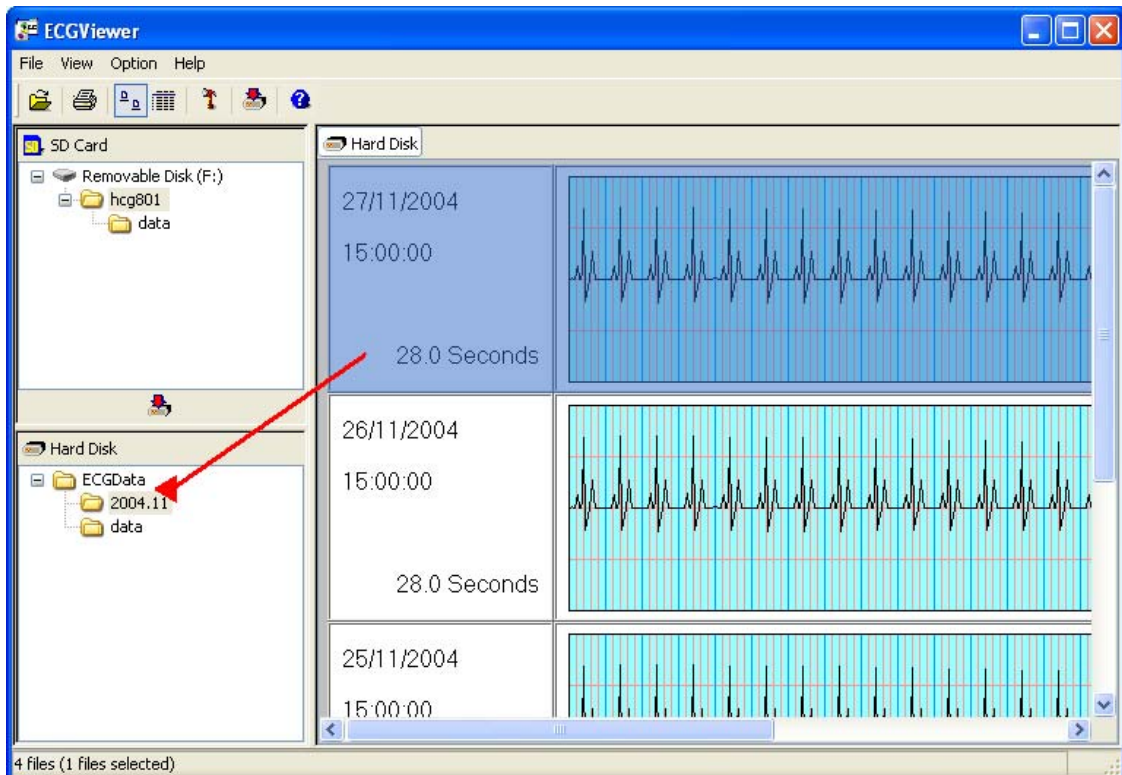 ECGViewer
File View Option Help
SD Card
Removable Disk (F:)
hcg801
data
Hard Disk
ECGData
2004.11
data
Hard Disk
27/11/2004
15:00:00
28.0 Seconds
26/11/2004
15:00:00
28.0 Seconds
25/11/2004
15:00:00
4 files (1 files selected)